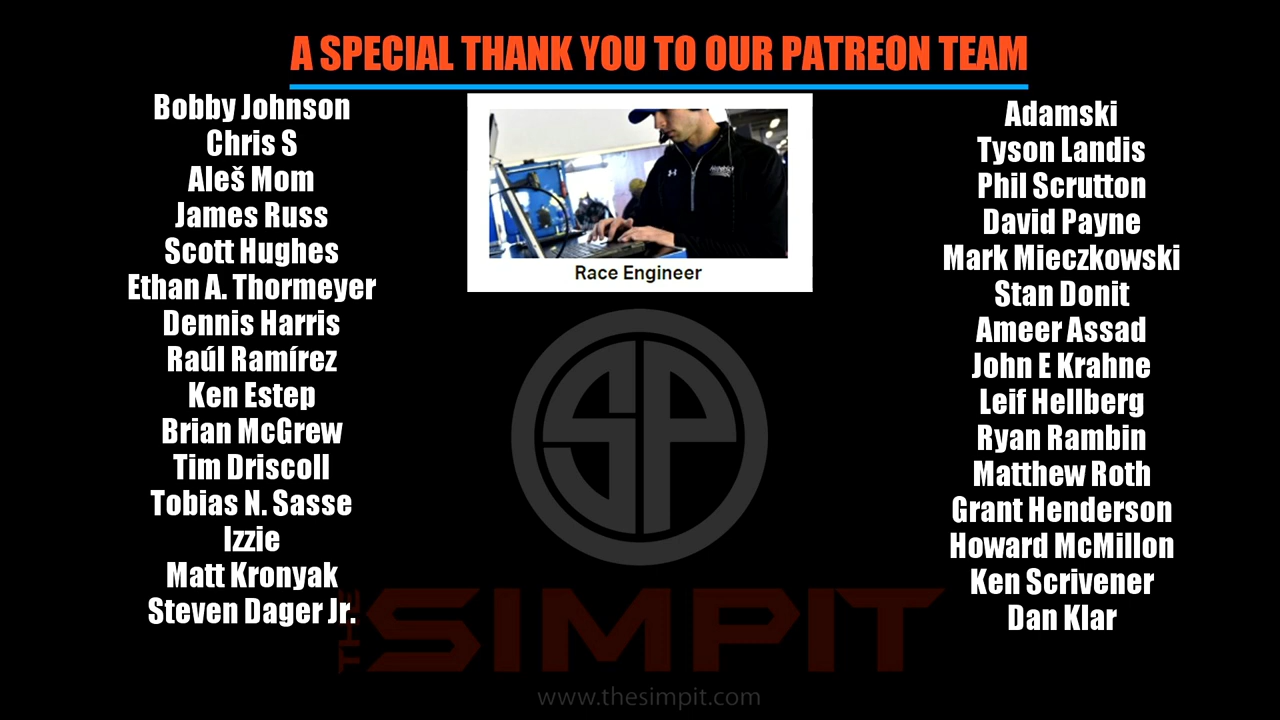 A SPECIAL THANK YOU TO OUR PATREON TEAM
Bobby Johnson
Chris S
Aleš Mom
James Russ
Scott Hughes
Ethan A. Thormeyer
Dennis Harris
Raúl Ramírez
Ken Estep
Brian McGrew
Tim Driscoll
Tobias N. Sasse
Izzie
Matt Kronyak
Steven Dager Jr.
Race Engineer
SP
THE SIMPIT
www.thesimpit.com
Adamski
Tyson Landis
Phil Scrutton
David Payne
Mark Mieczkowski
Stan Donit
Ameer Assad
John E Krahne
Leif Hellberg
Ryan Rambin
Matthew Roth
Grant Henderson
Howard McMillon
Ken Scrivener
Dan Klar